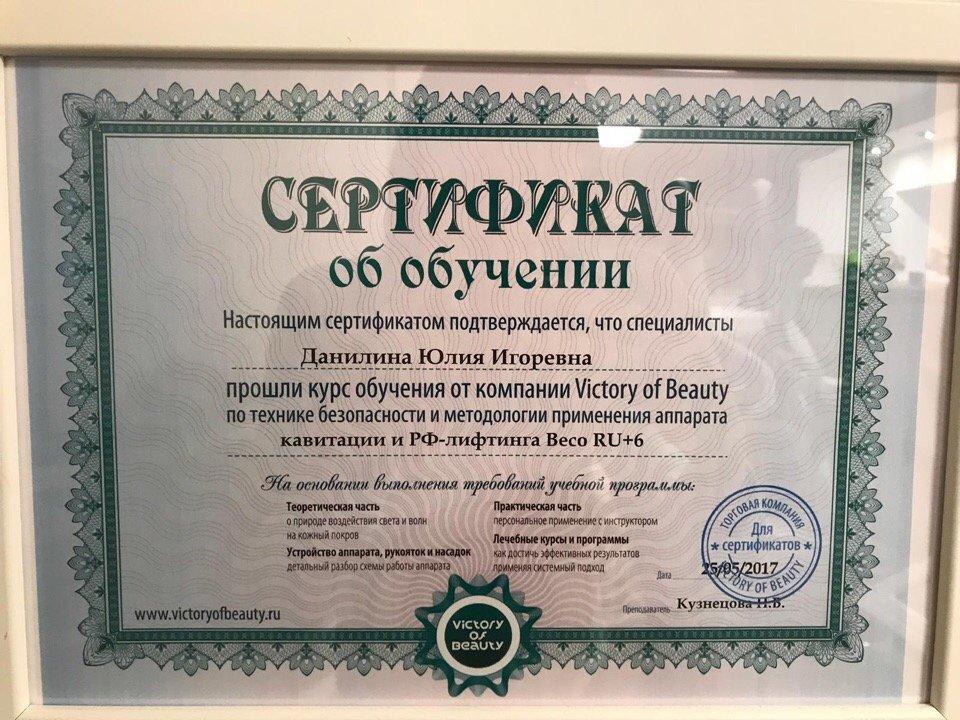 СЕРТИФИКАТ
об обучении
Настоящим сертификатом подтверждается, что специалисты
Данилина Юлия Игоревна
прошли курс обучения от компании Victory of Beauty
по технике безопасности и методологии применения аппарата
кавитации и РФ-лифтинга Beco RU+6
На основании выполнения требований учебной программы:
Теоретическая часть
о природе воздействия света и волн
на кожный покров
Устройство аппарата, рукояток и насадок
детальный разбор схемы работы аппарата
Практическая часть
персональное применение с инструктором
Лечебные курсы и программы
как достичь эффективных результатов
применяя системный подход
ТОРГОВАЯ КОМПАНИЯ
Для
сертификатов
VICTORY OF BEAUTY
Дата 25/05/2017
Преподаватель Кузнецова Н.В.
www.victoryofbeauty.ru
Victory
of
Beauty